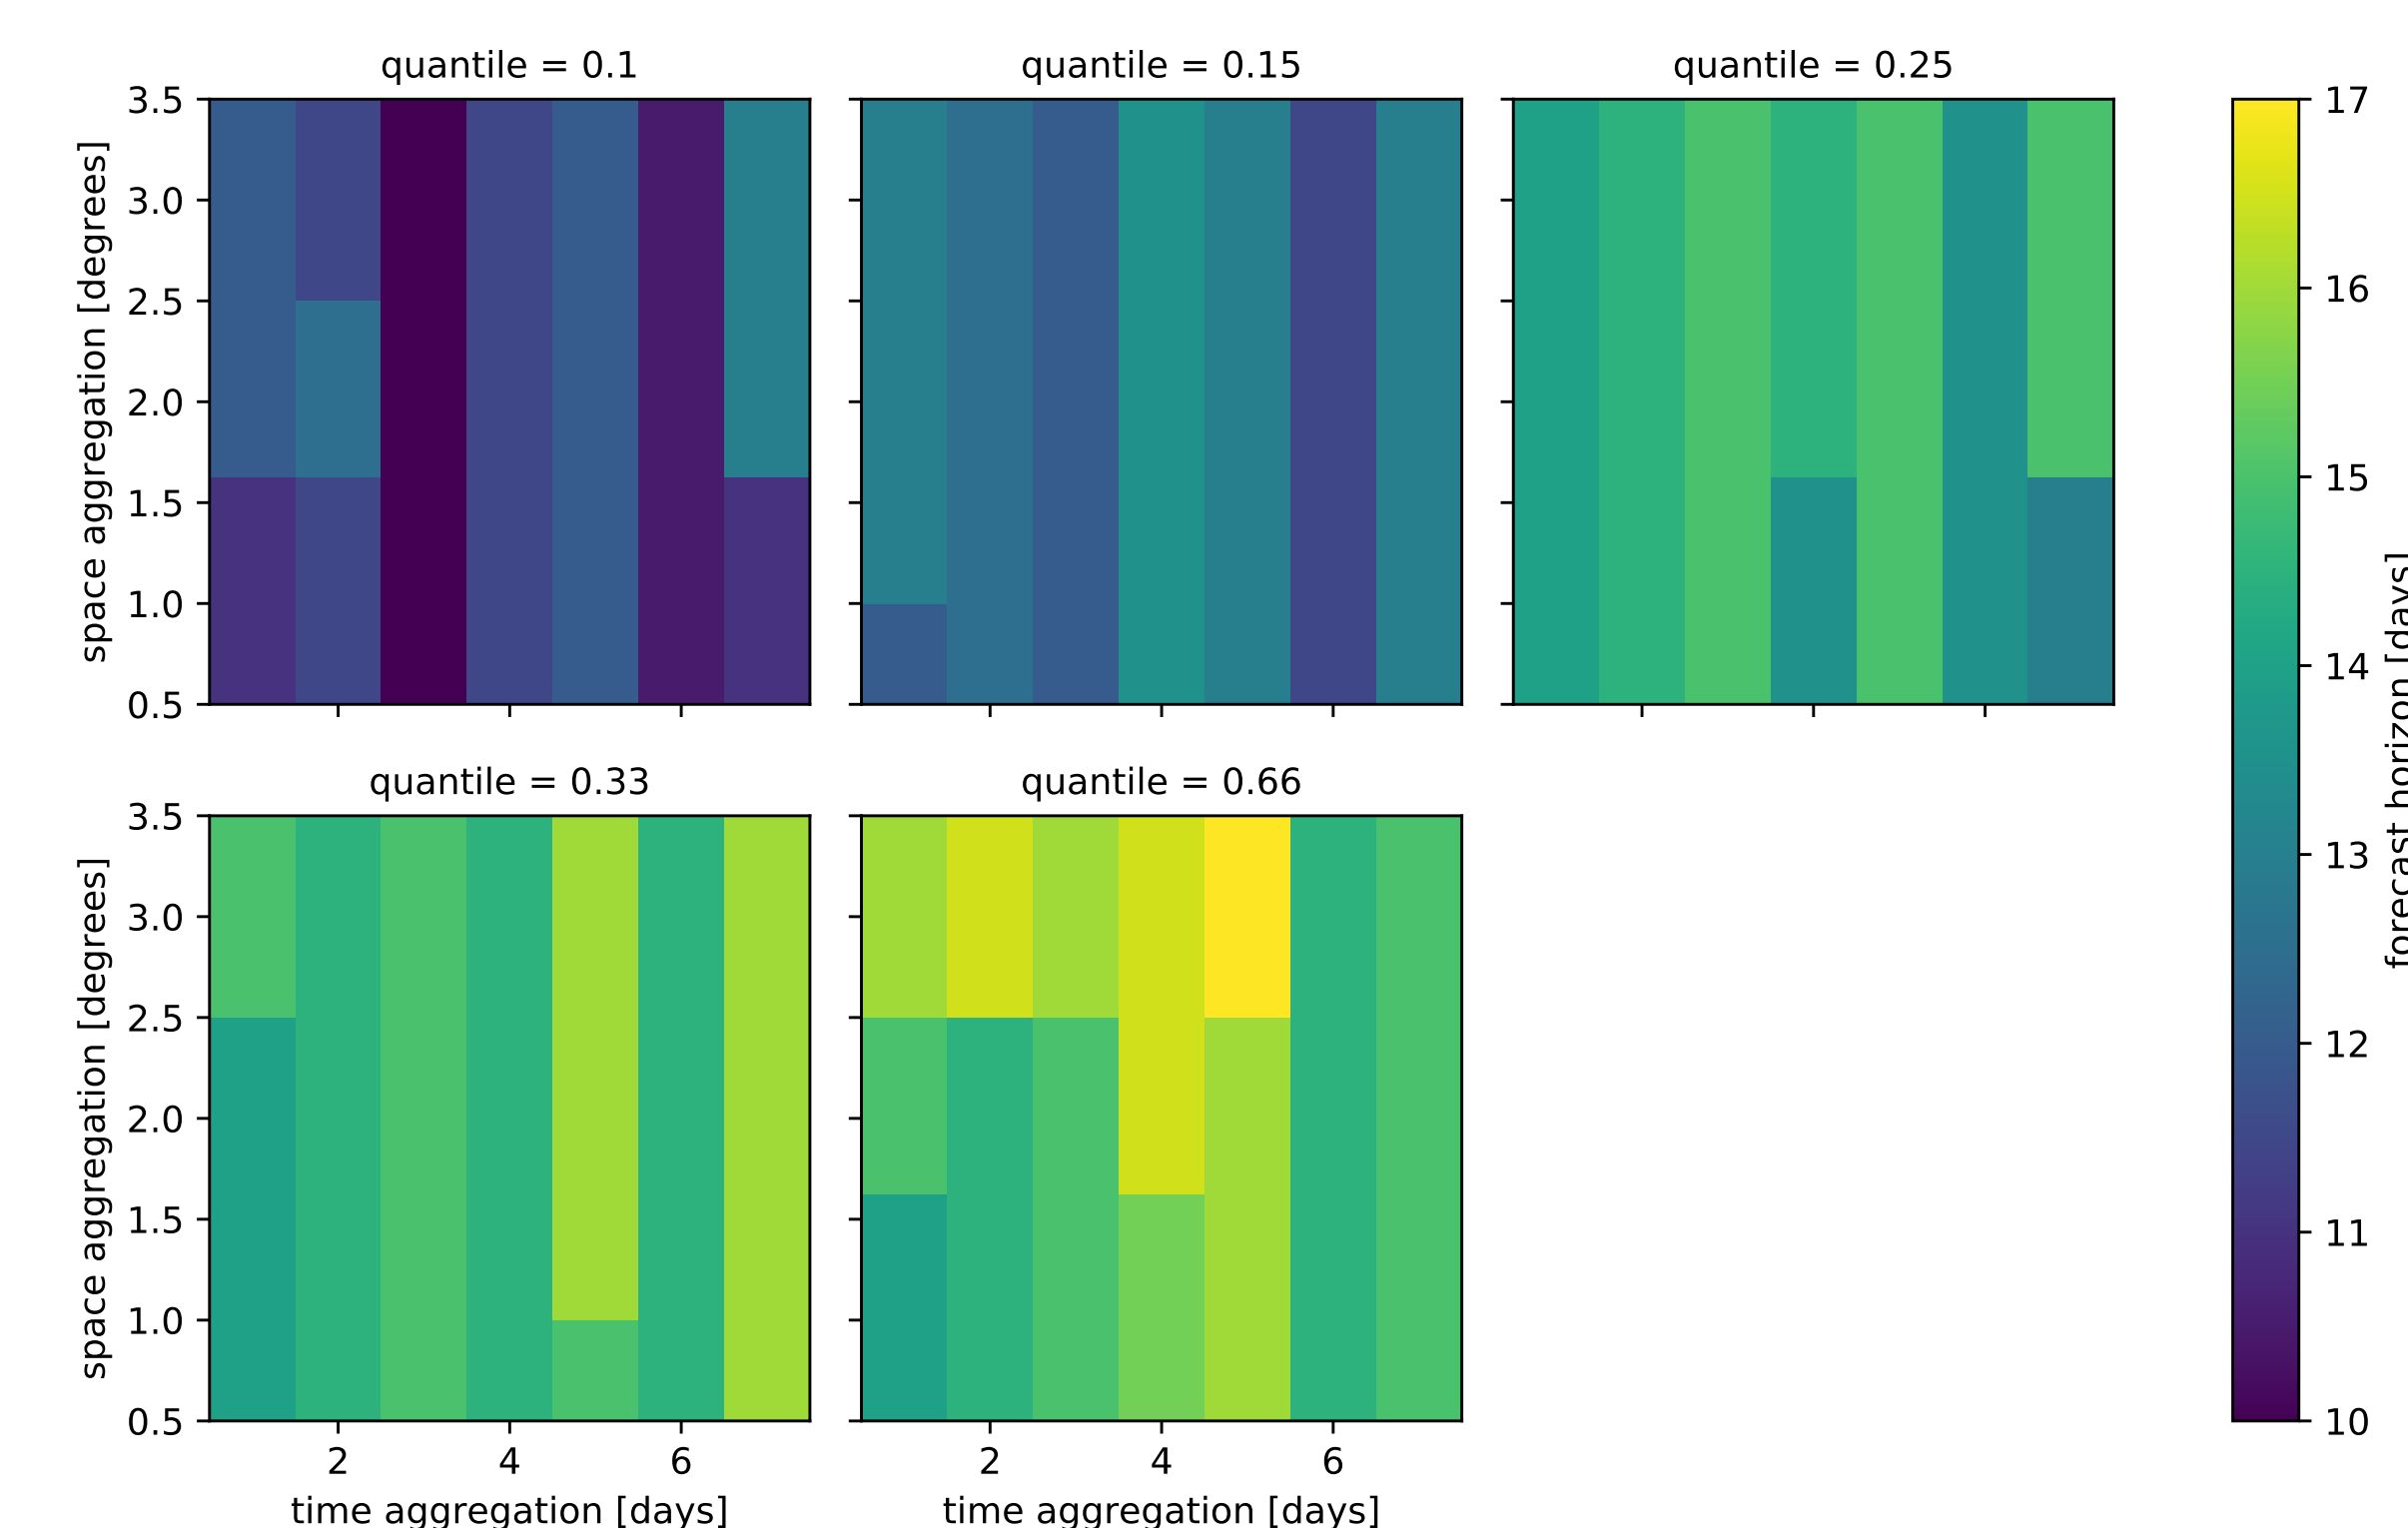 quantile = 0.1
quantile = 0.15
quantile = 0.25
3.5
3.0
2.5
2.0
1.5
1.0
0.5
space aggregation [degrees]
quantile = 0.33
quantile = 0.66
3.5
3.0
2.5
2.0
1.5
1.0
0.5
space aggregation [degrees]
2 4 6
2 4 6
time aggregation [days]
time aggregation [days]
17
16
15
14
13
12
11
10
forecast horizon [days]